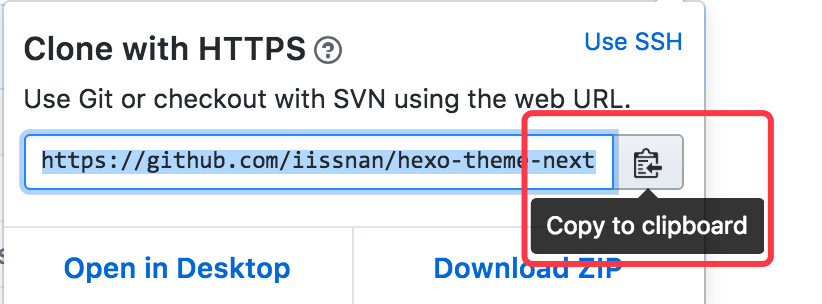 Clone with HTTPS ?
Use SSH
Use Git or checkout with SVN using the web URL.
https://github.com/iissnan/hexo-theme-next
Copy to clipboard
Open in Desktop
Download ZIP